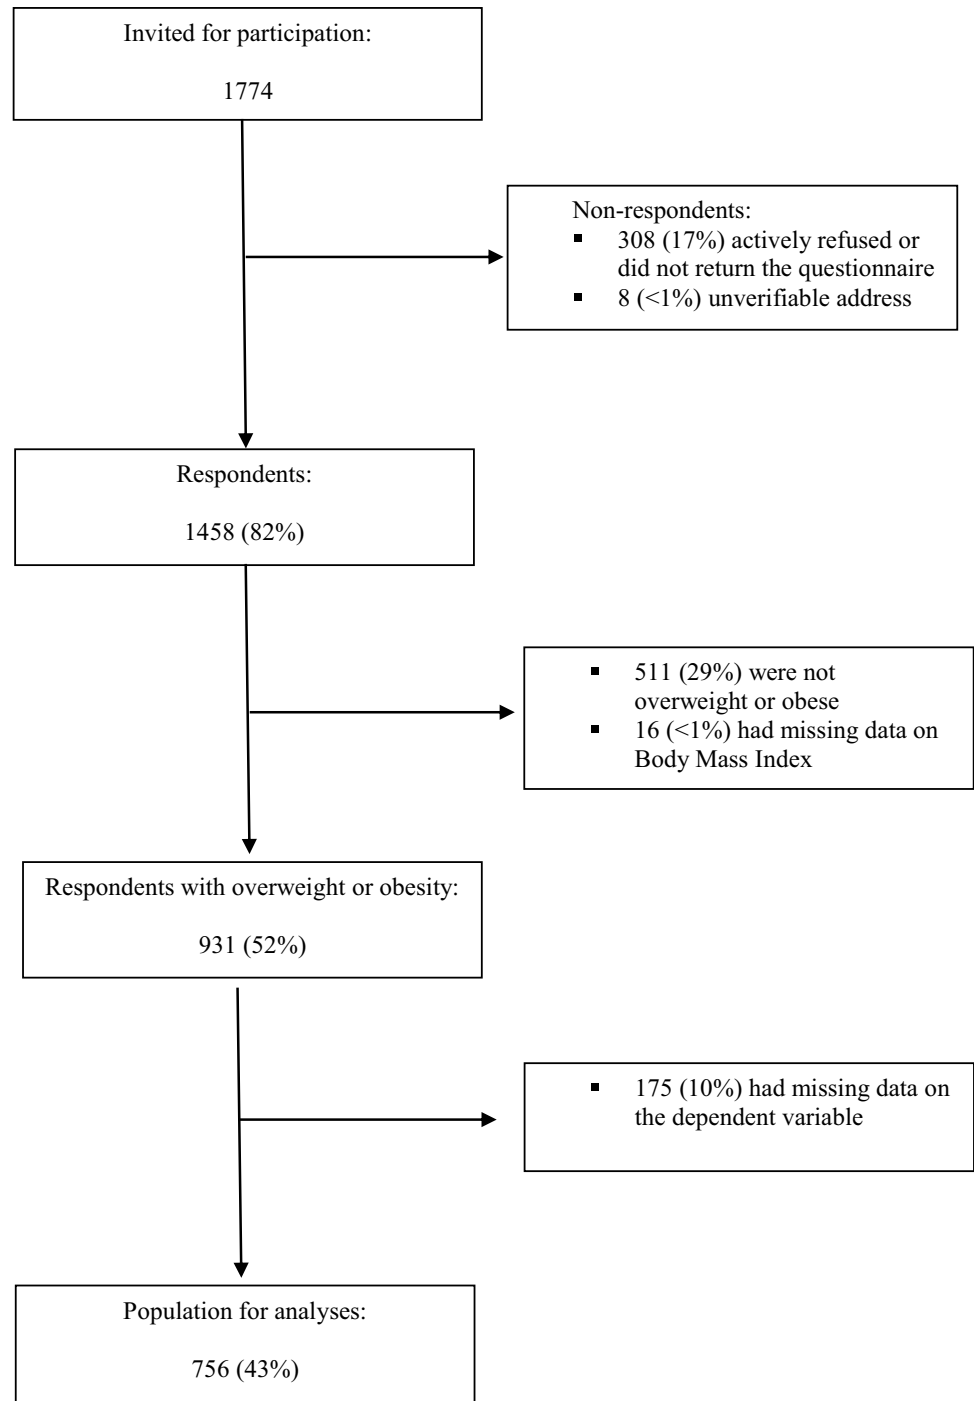 Invited for participation:
1774
Non-respondents:
▪ 308 (17%) actively refused or
did not return the questionnaire
▪ 8 (<1%) unverifiable address
Respondents:
1458 (82%)
▪ 511 (29%) were not
overweight or obese
▪ 16 (<1%) had missing data on
Body Mass Index
Respondents with overweight or obesity:
931 (52%)
▪ 175 (10%) had missing data on
the dependent variable
Population for analyses:
756 (43%)